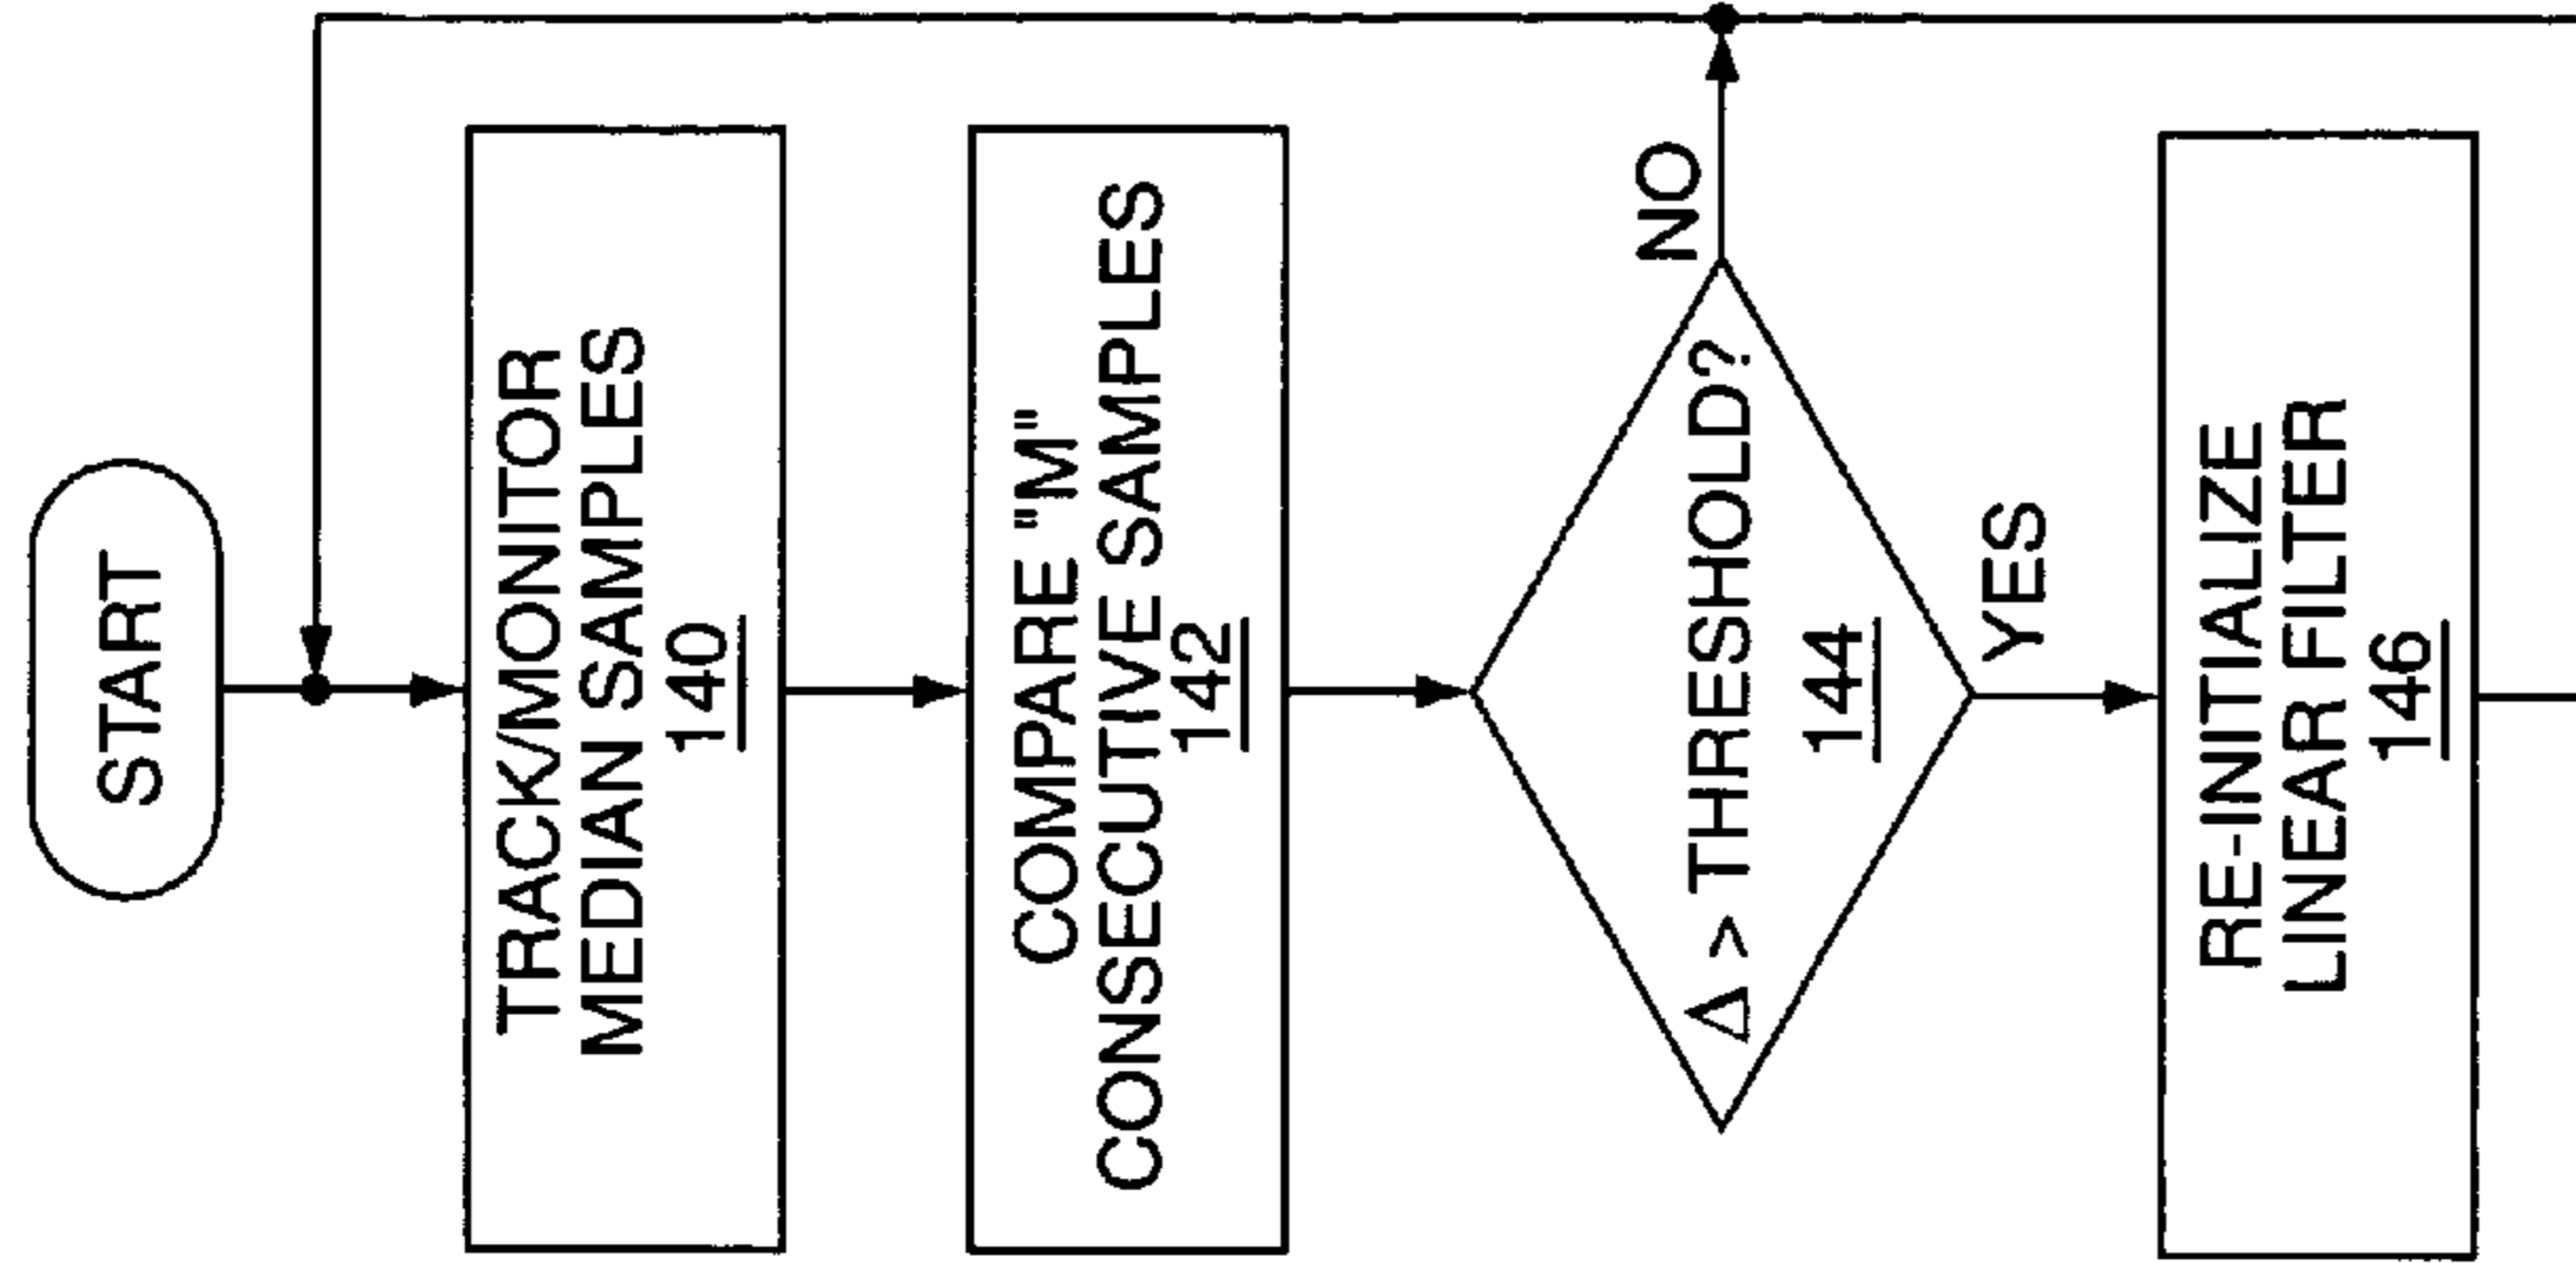 START
TRACK/MONITOR
MEDIAN SAMPLES
140
COMPARE "M"
CONSECUTIVE SAMPLES
142
Δ > THRESHOLD?
144
NO
YES
RE-INITIALIZE
LINEAR FILTER
146